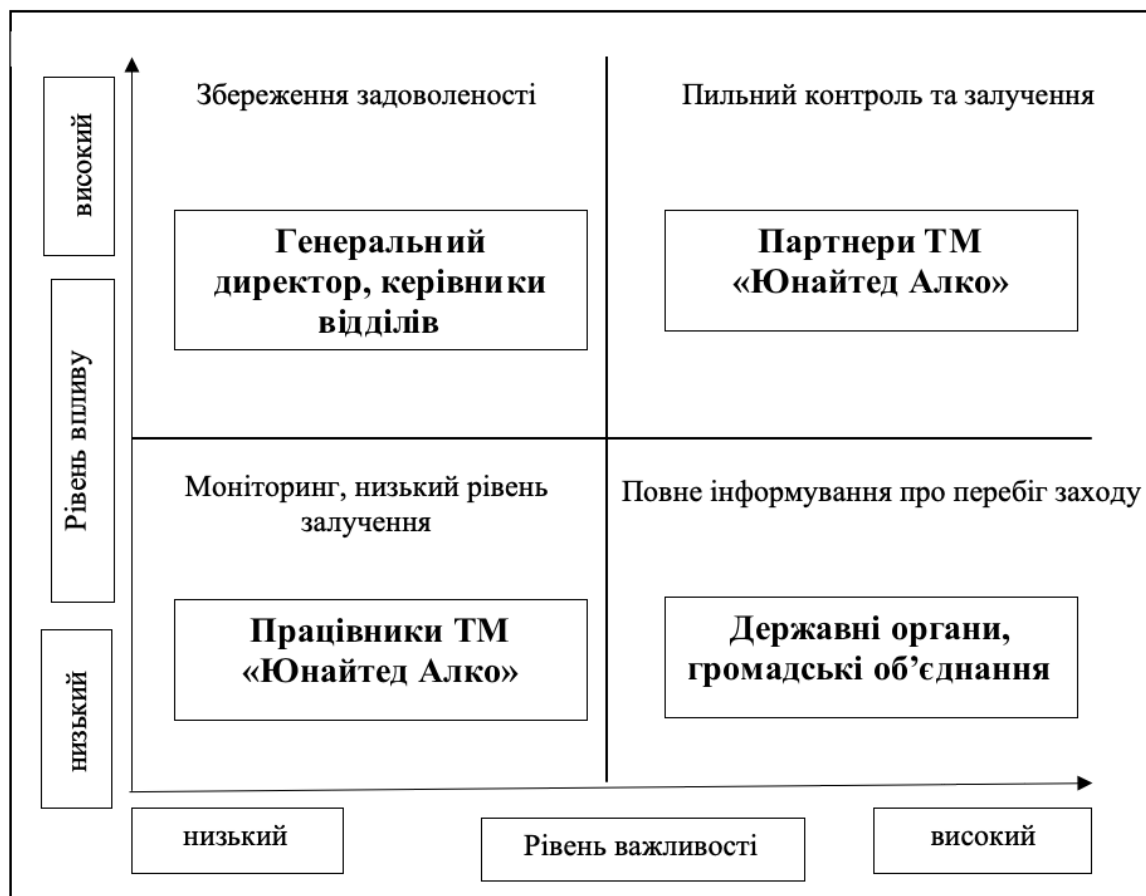 високий
Рівень впливу
низький
Збереження задоволеності
Генеральний
директор, керівники
відділів
Пильний контроль та залучення
Партнери ТМ
«Юнайтед Алко»
Моніторинг, низький рівень
залучення
Працівники ТМ
«Юнайтед Алко»
Повне інформування про перебіг заходу
Державні органи,
громадські об’єднання
низький
Рівень важливості
високий